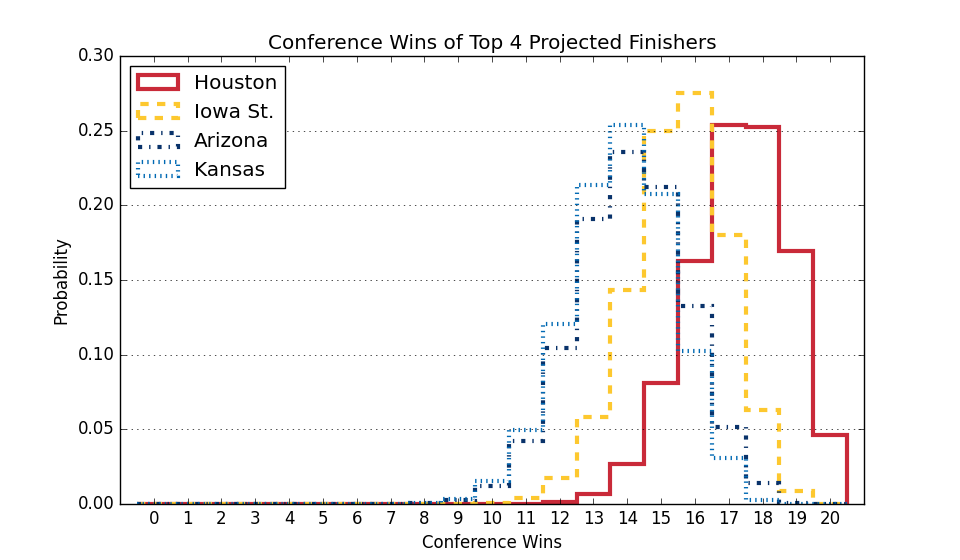 Conference Wins of Top 4 Projected Finishers
0.30
0.25
0.20
0.15
0.10
0.05
0.00
Probability
Houston
Iowa St.
Arizona
Kansas
0 1 2 3 4 5 6 7 8 9 10 11 12 13 14 15 16 17 18 19 20
Conference Wins